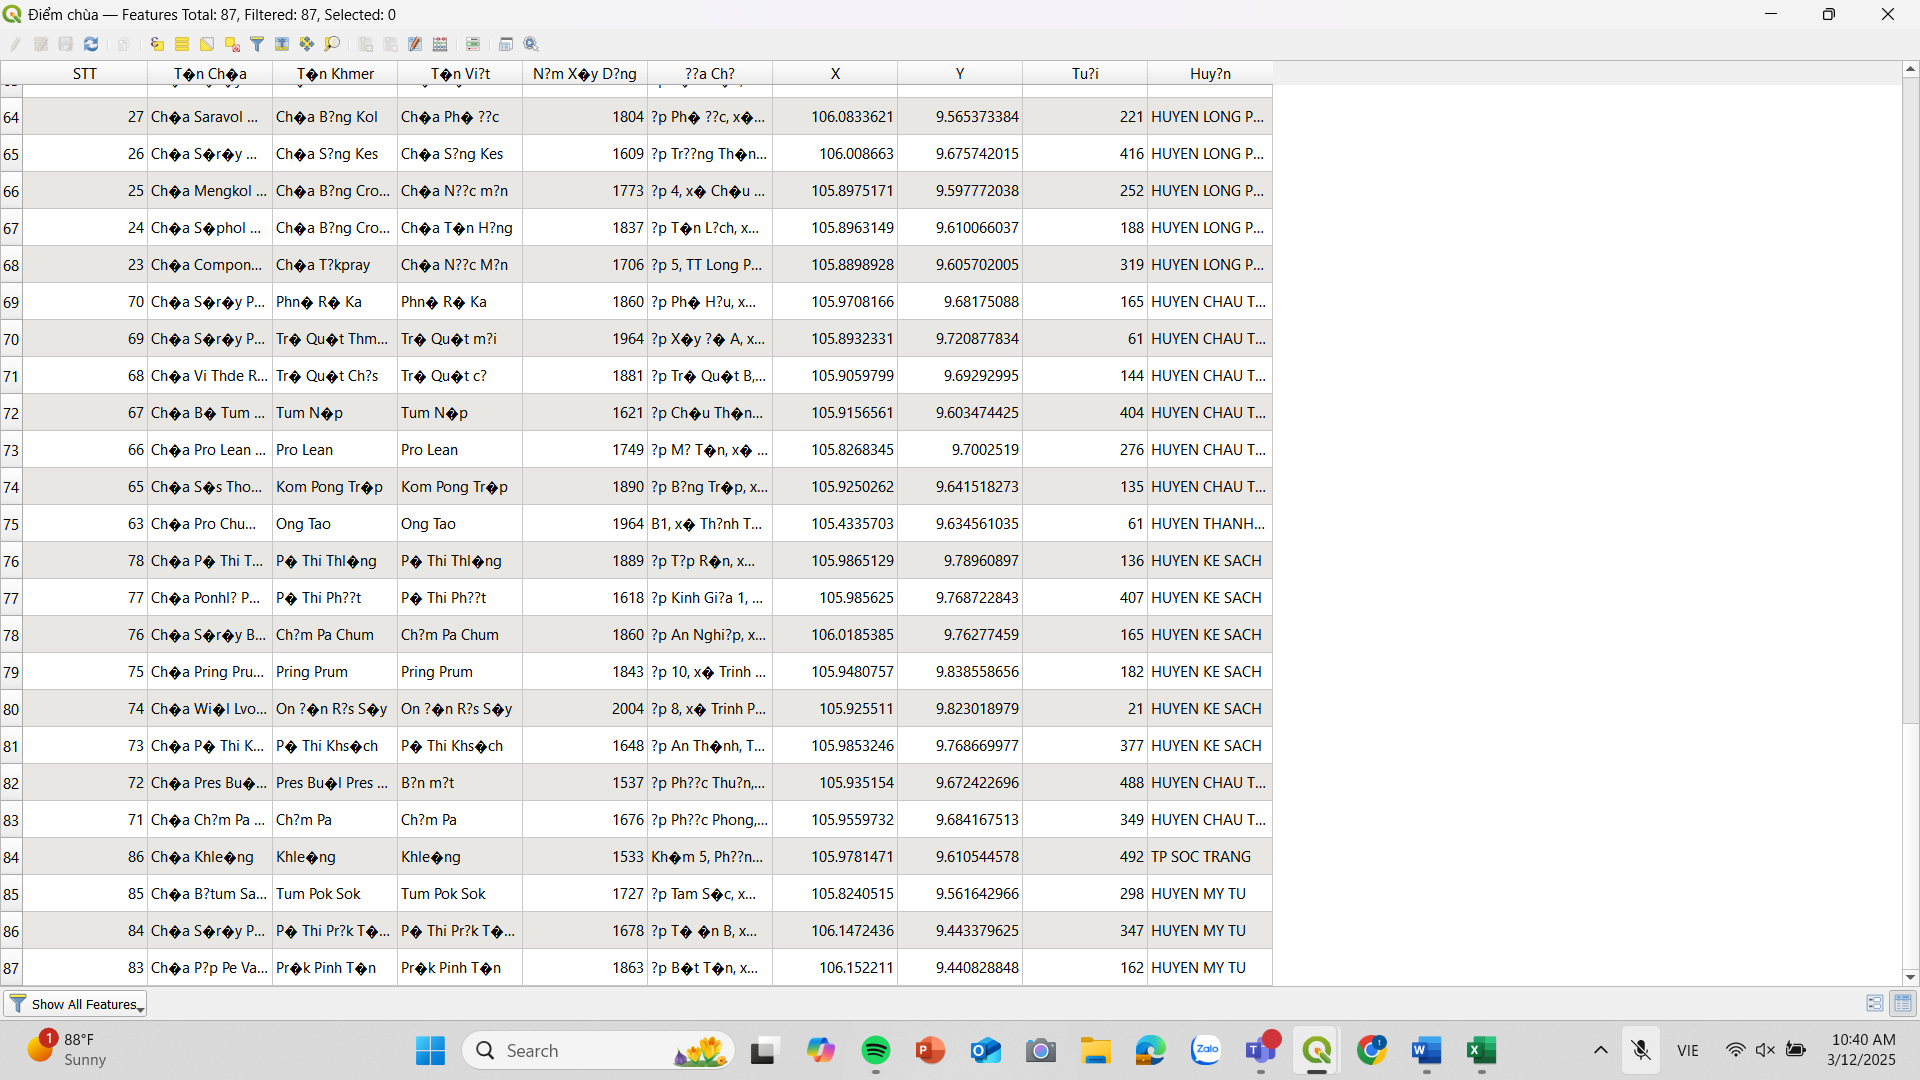 Điểm chùa — Features Total: 87, Filtered: 87, Selected: 0
STT T�n Ch�a T�n Khmer T�n Vi?t N?m X�y D?ng ??a Ch? X Y Tu?i Huy?n
64 27 Ch�a Saravol ... Ch�a B?ng Kol Ch�a Ph� ??c 1804 ?p Ph� ??c, x�... 106.0833621 9.565373384 221 HUYEN LONG P...
65 26 Ch�a S�r�y ... Ch�a S?ng Kes Ch�a S?ng Kes 1609 ?p Tr??ng Th�n... 106.008663 9.675742015 416 HUYEN LONG P...
66 25 Ch�a Mengkol ... Ch�a B?ng Cro... Ch�a N??c m?n 1773 ?p 4, x� Ch�u ... 105.8975171 9.597772038 252 HUYEN LONG P...
67 24 Ch�a S�phol ... Ch�a B?ng Cro... Ch�a T�n H?ng 1837 ?p T�n L?ch, x... 105.8963149 9.610066037 188 HUYEN LONG P...
68 23 Ch�a Compon... Ch�a T?kpray Ch�a N??c M?n 1706 ?p 5, TT Long P... 105.8898928 9.605702005 319 HUYEN LONG P...
69 70 Ch�a S�r�y P... Phn� R� Ka Phn� R� Ka 1860 ?p Ph� H?u, x... 105.9708166 9.68175088 165 HUYEN CHAU T...
70 69 Ch�a S�r�y P... Tr� Qu�t Thm... Tr� Qu�t m?i 1964 ?p X�y ?� A, x... 105.8932331 9.720877834 61 HUYEN CHAU T...
71 68 Ch�a Vi Thde R... Tr� Qu�t Ch?s Tr� Qu�t c? 1881 ?p Tr� Qu�t B,... 105.9059799 9.69292995 144 HUYEN CHAU T...
72 67 Ch�a B� Tum ... Tum N�p Tum N�p 1621 ?p Ch�u Th�n... 105.9156561 9.603474425 404 HUYEN CHAU T...
73 66 Ch�a Pro Lean ... Pro Lean Pro Lean 1749 ?p M? T�n, x� ... 105.8268345 9.7002519 276 HUYEN CHAU T...
74 65 Ch�a S�s Tho... Kom Pong Tr�p Kom Pong Tr�p 1890 ?p B?ng Tr�p, x... 105.9250262 9.641518273 135 HUYEN CHAU T...
75 63 Ch�a Pro Chu... Ong Tao Ong Tao 1964 B1, x� Th?nh T... 105.4335703 9.634561035 61 HUYEN THANH...
76 78 Ch�a P� Thi T... P� Thi Thl�ng P� Thi Thl�ng 1889 ?p T?p R�n, x... 105.9865129 9.78960897 136 HUYEN KE SACH
77 77 Ch�a Ponhl? P... P� Thi Ph??t P� Thi Ph??t 1618 ?p Kinh Gi?a 1, ... 105.985625 9.768722843 407 HUYEN KE SACH
78 76 Ch�a S�r�y B... Ch?m Pa Chum Ch?m Pa Chum 1860 ?p An Nghi?p, x... 106.0185385 9.76277459 165 HUYEN KE SACH
79 75 Ch�a Pring Pru... Pring Prum Pring Prum 1843 ?p 10, x� Trinh ... 105.9480757 9.838558656 182 HUYEN KE SACH
80 74 Ch�a Wi�l Lvo... On ?�n R?s S�y On ?�n R?s S�y 2004 ?p 8, x� Trinh P... 105.925511 9.823018979 21 HUYEN KE SACH
81 73 Ch�a P� Thi K... P� Thi Khs�ch P� Thi Khs�ch 1648 ?p An Th�nh, T... 105.9853246 9.768669977 377 HUYEN KE SACH
82 72 Ch�a Pres Bu�... Pres Bu�l Pres ... B?n m?t 1537 ?p Ph??c Thu?n,... 105.935154 9.672422696 488 HUYEN CHAU T...
83 71 Ch�a Ch?m Pa ... Ch?m Pa Ch?m Pa 1676 ?p Ph??c Phong,... 105.9559732 9.684167513 349 HUYEN CHAU T...
84 86 Ch�a Khle�ng Khle�ng Khle�ng 1533 Kh�m 5, Ph??n... 105.9781471 9.610544578 492 TP SOC TRANG
85 85 Ch�a B?tum Sa... Tum Pok Sok Tum Pok Sok 1727 ?p Tam S�c, x... 105.8240515 9.561642966 298 HUYEN MY TU
86 84 Ch�a S�r�y P... P� Thi Pr?k T�... P� Thi Pr?k T�... 1678 ?p T� �n B, x... 106.1472436 9.443379625 347 HUYEN MY TU
87 83 Ch�a P?p Pe Va... Pr�k Pinh T�n Pr�k Pinh T�n 1863 ?p B�t T�n, x... 106.152211 9.440828848 162 HUYEN MY TU
Show All Features
1 88°F
Sunny
Search
Zalo
VIE
10:40 AM
3/12/2025